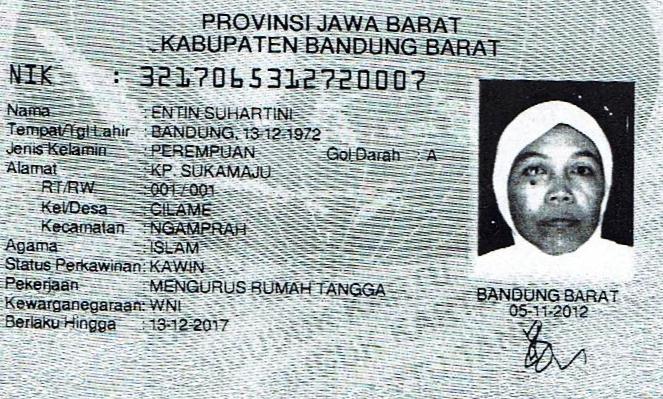 PROVINSI JAWA BARAT
KABUPATEN BANDUNG BARAT
NIK : 3217065312720007
Nama : ENTIN SUHARTINI
Tempat/Tgl Lahir : BANDUNG, 13-12-1972
Jenis Kelamin : PEREMPUAN Gol Darah : A
Alamat : KP. SUKAMAJU
RT/RW : 001 / 001
Kel/Desa : CILAME
Kecamatan : NGAMPRAH
Agama : ISLAM
Status Perkawinan: KAWIN
Pekerjaan : MENGURUS RUMAH TANGGA
Kewarganegaraan: WNI
Berlaku Hingga : 13-12-2017
BANDUNG BARAT
05-11-2012